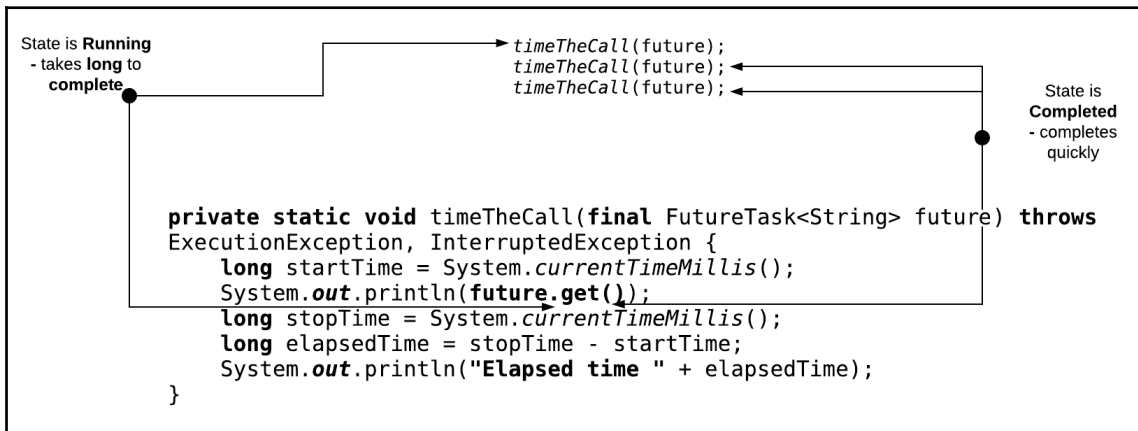 State is Running
- takes long to
complete
timeTheCall(future);
timeTheCall(future);
timeTheCall(future);
State is
Completed
- completes
quickly
private static void timeTheCall(final FutureTask<String> future) throws
ExecutionException, InterruptedException {
    long startTime = System.currentTimeMillis();
    System.out.println(future.get());
    long stopTime = System.currentTimeMillis();
    long elapsedTime = stopTime - startTime;
    System.out.println("Elapsed time " + elapsedTime);
}